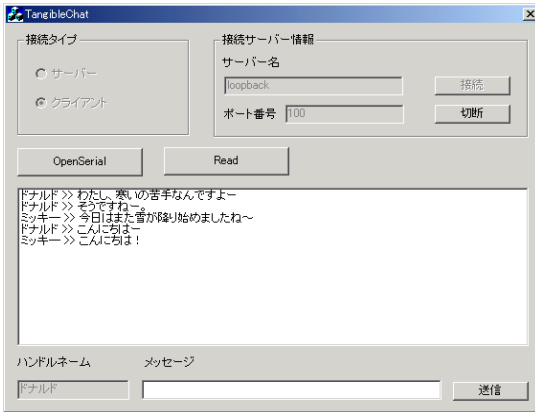 TangibleChat
接続タイプ
サーバー
クライアント
接続サーバー情報
サーバー名
loopback
接続
ポート番号 100
切断
OpenSerial
Read
ドナルド >> わたし、寒いの苦手なんですよー
ドナルド >> そうですねー。
ミッキー >> 今日はまた雪が降り始めましたね～
ドナルド >> こんにちはー
ミッキー >> こんにちは！
ハンドルネーム
メッセージ
ドナルド
送信